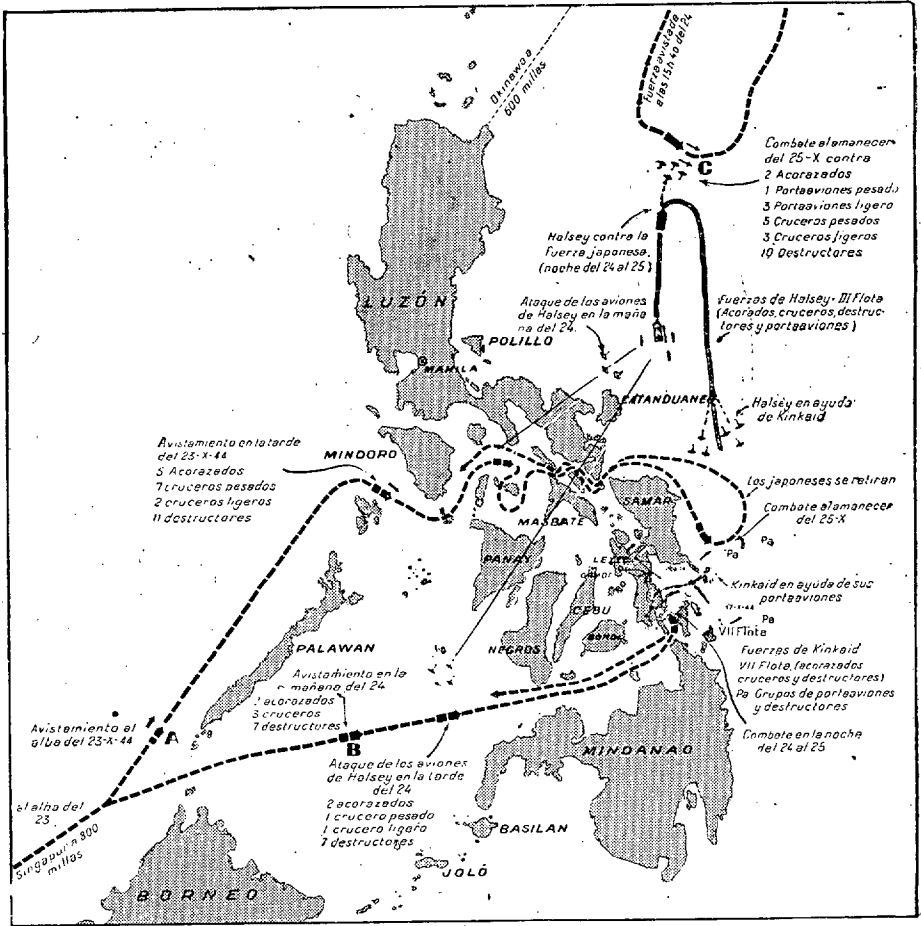 Okinawa a
600 millas
Fuerza avistada
a las 15h 40 del 24
Combate al amanecer
del 25-X contra
2 Acorazados
1 Portaaviones pesado
3 Portaaviones ligero
5 Cruceros pesados
3 Cruceros ligeros
10 Destructores
C
Halsey contra la
fuerza japonesa.
(noche del 24 al 25)
Ataque de los aviones
de Halsey en la maña
na del 24.
Fuerzas de Halsey - III Flota
(Acorados, cruceros, destruc-
tores y portaaviones)
LUZÓN
POLILLO
MANILA
CATANDUANES
Halsey en ayuda
de Kinkaid
Avistamiento en la tarde
del 23-X-44
5 Acorazados
7 cruceros pesados
2 cruceros ligeros
11 destructores
MINDORO
Los japoneses se retiran
SAMAR
MASBATE
Combate al amanecer
del 25-X
Pa
Pa
PANAY
LEYTE
Kinkaid en ayuda de sus
portaaviones
CEBU
Pa
VII Flota
NEGROS
BOHOL
PALAWAN
Fuerzas de Kinkaid
VII Flota, (acorazados
cruceros y destructores)
Pa Grupos de portaaviones
y destructores
Avistamiento en la
mañana del 24
2 acorazados
3 cruceros
7 destructores
Avistamiento al
alba del 23-X-44
A
B
MINDANAO
Combate en la noche
del 24 al 25
Ataque de los aviones
de Halsey en la tarde
del 24
2 acorazados
1 crucero pesado
1 crucero ligero
7 destructores
al alba del
23
Singapur a 800
millas
BASILAN
JOLÓ
BORNEO